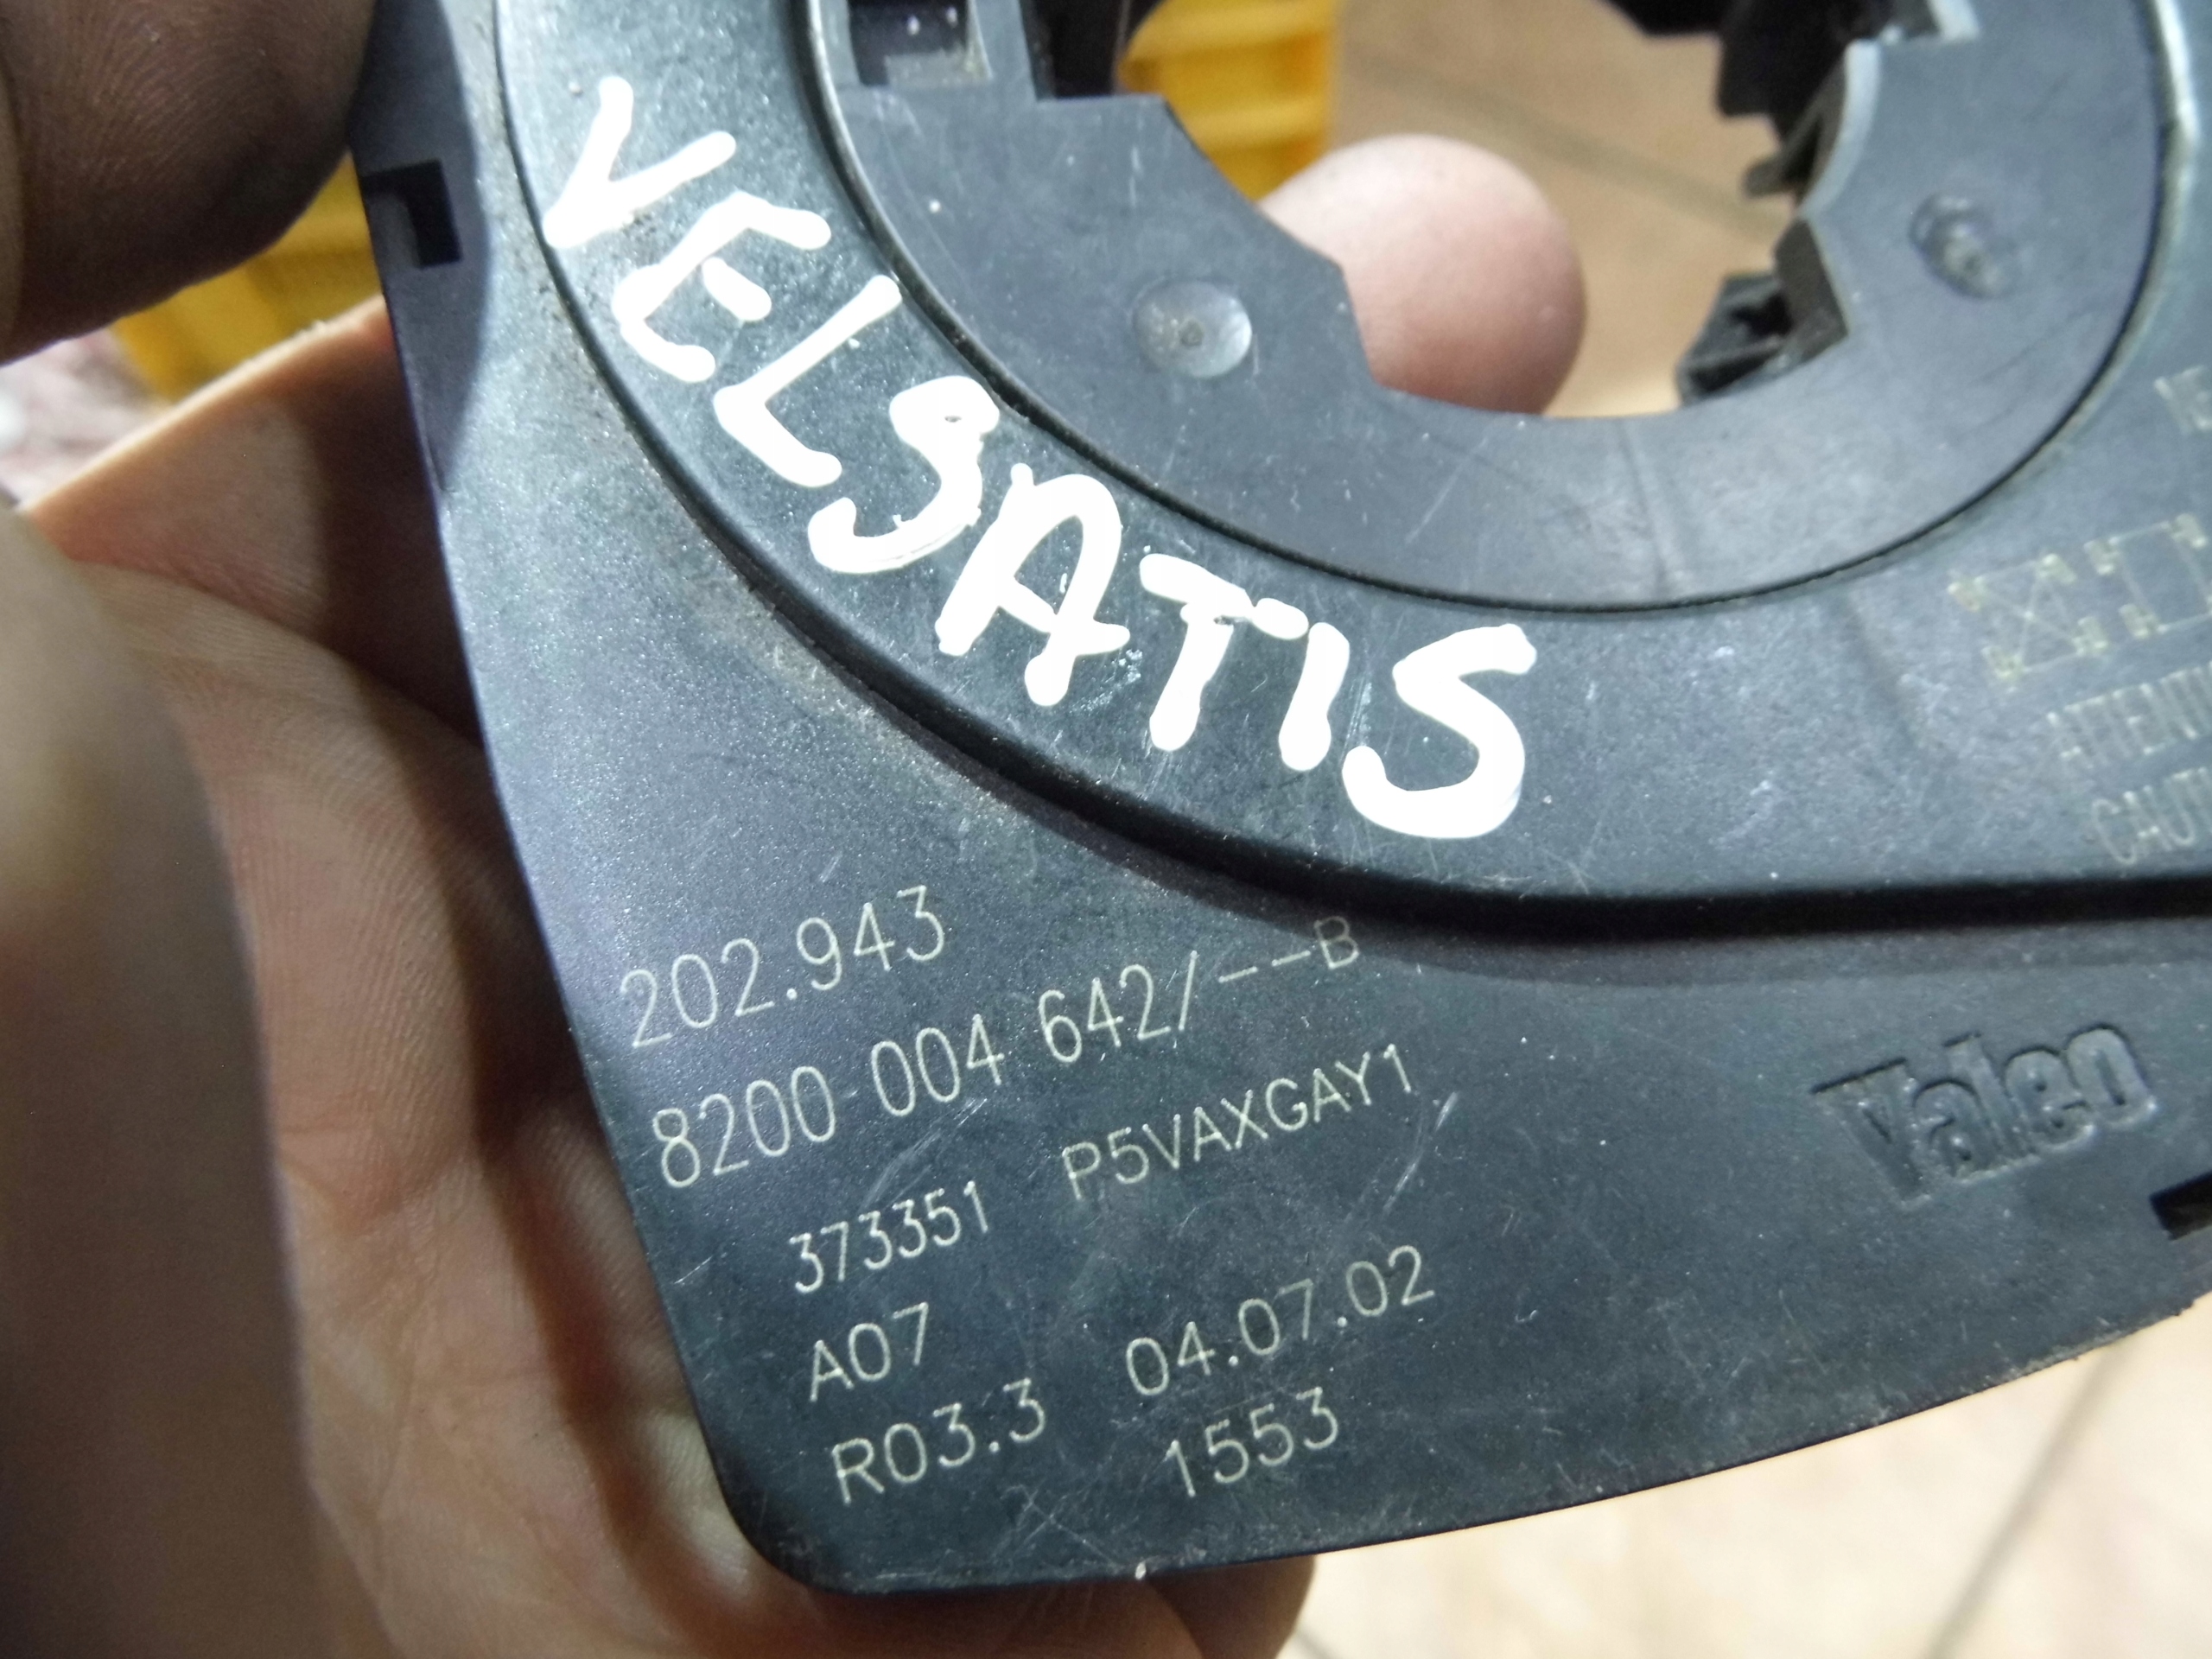 VELSATIS
202.943
8200 004 642/---B
373351 P5VAXGAY1
A07
R03.3 04.07.02
1553
Valeo